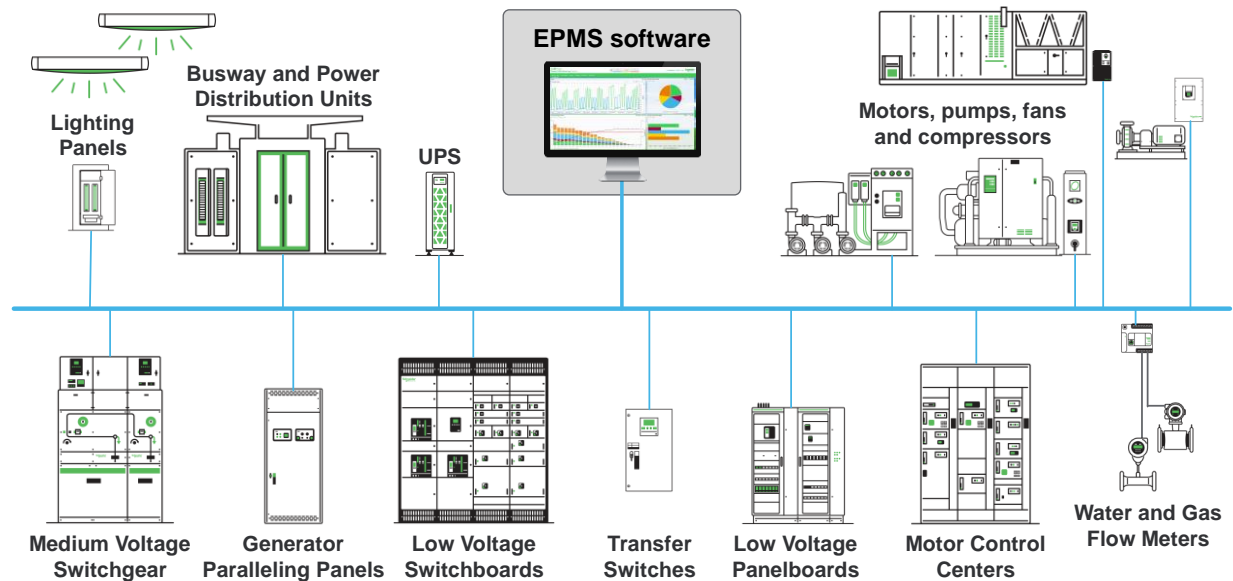 EPMS software
Lighting
Panels
Busway and Power
Distribution Units
UPS
Motors, pumps, fans
and compressors
Medium Voltage
Switchgear
Generator
Paralleling Panels
Low Voltage
Switchboards
Transfer
Switches
Low Voltage
Panelboards
Motor Control
Centers
Water and Gas
Flow Meters